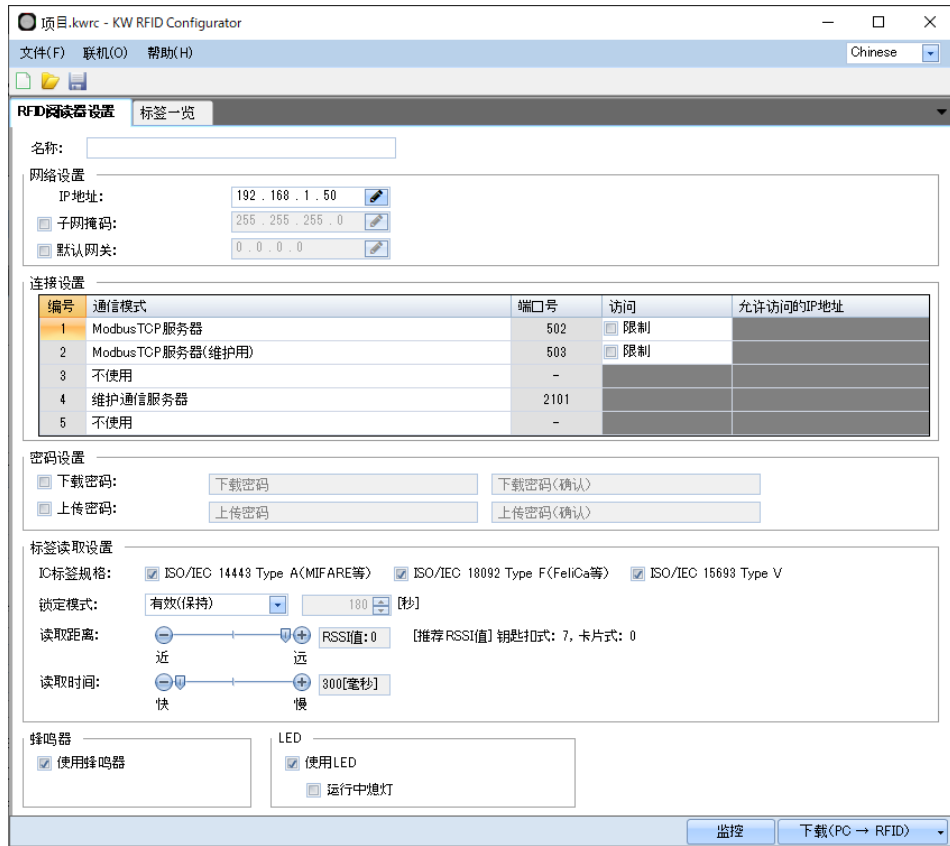 项目.kwrc - KW RFID Configurator
文件(F) 联机(O) 帮助(H) Chinese
RFID阅读器设置 标签一览
名称:
网络设置
IP地址: 192 . 168 . 1 . 50
子网掩码: 255 . 255 . 255 . 0
默认网关: 0 . 0 . 0 . 0
连接设置
编号 通信模式 端口号 访问 允许访问的IP地址
1 ModbusTCP服务器 502 限制
2 ModbusTCP服务器(维护用) 503 限制
3 不使用 -
4 维护通信服务器 2101
5 不使用 -
密码设置
下载密码: 下载密码 下载密码(确认)
上传密码: 上传密码 上传密码(确认)
标签读取设置
IC标签规格: ISO/IEC 14443 Type A(MIFARE等) ISO/IEC 18092 Type F(FeliCa等) ISO/IEC 15693 Type V
锁定模式: 有效(保持) 180 [秒]
读取距离: RSSI值:0 [推荐RSSI值] 钥匙扣式: 7, 卡片式: 0
近 远
读取时间: 300[毫秒]
快 慢
蜂鸣器 LED
使用蜂鸣器 使用LED
运行中熄灯
监控 下载(PC → RFID)